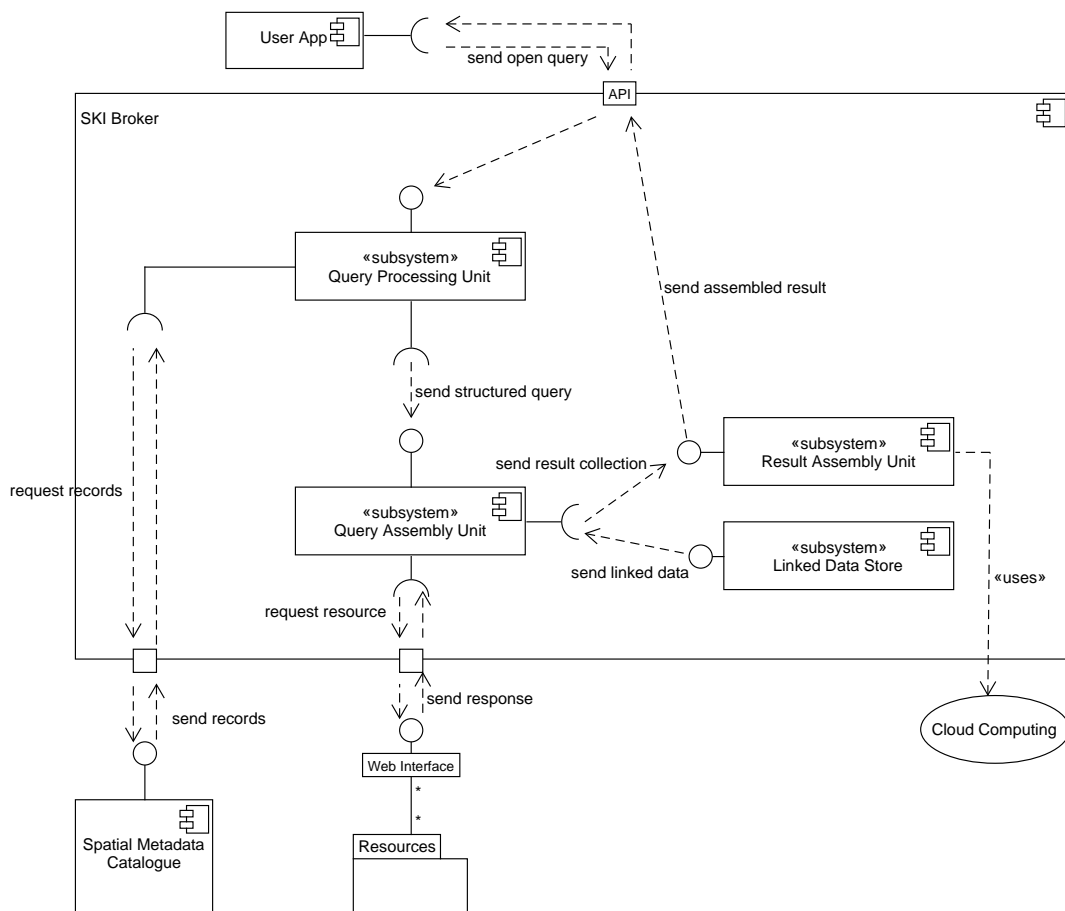 User App
send open query
API
SKI Broker
«subsystem»
Query Processing Unit
send assembled result
send structured query
«subsystem»
Result Assembly Unit
send result collection
request records
«subsystem»
Query Assembly Unit
«subsystem»
Linked Data Store
send linked data
«uses»
request resource
send response
send records
Cloud Computing
Web Interface
*
*
Spatial Metadata
Catalogue
Resources